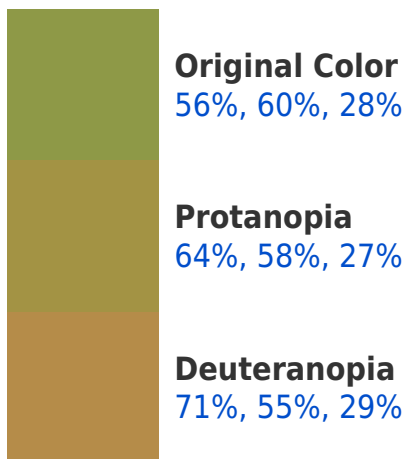 Original Color
56%, 60%, 28%
Protanopia
64%, 58%, 27%
Deuteranopia
71%, 55%, 29%